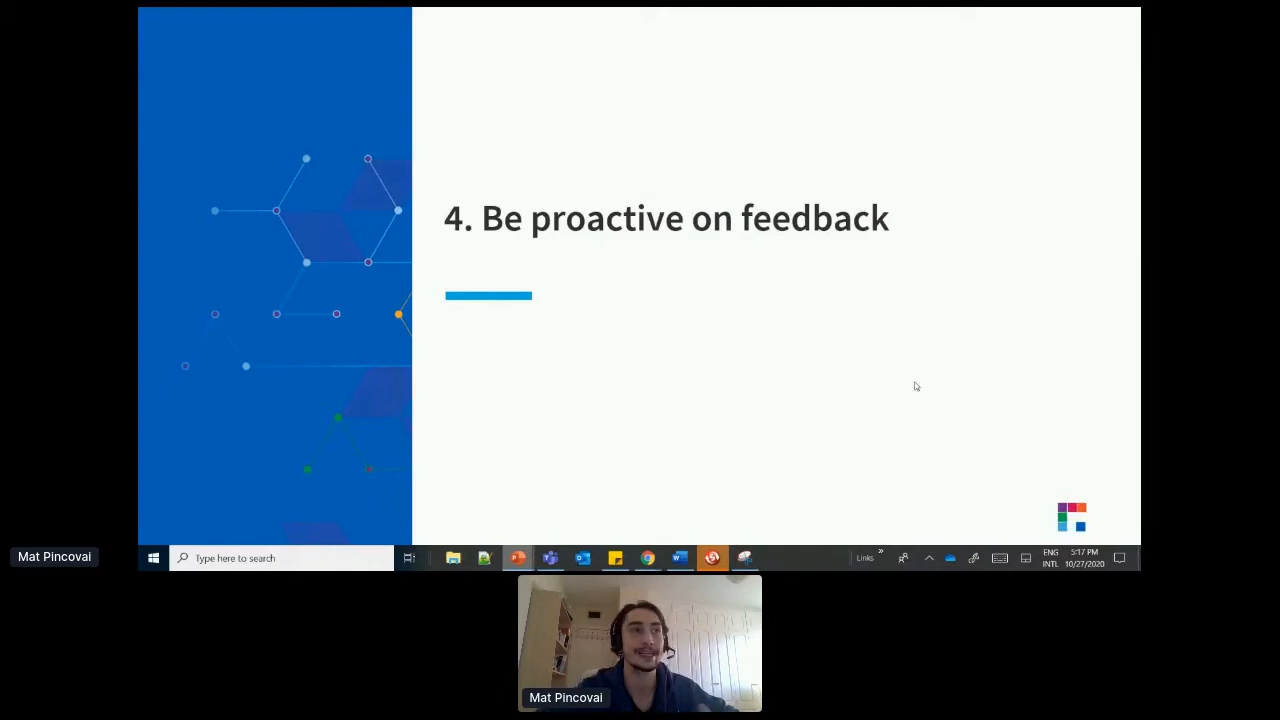 4. Be proactive on feedback
Mat Pincovai
Type here to search
Links
»
ENG
INTL
5:17 PM
10/27/2020
Mat Pincovai